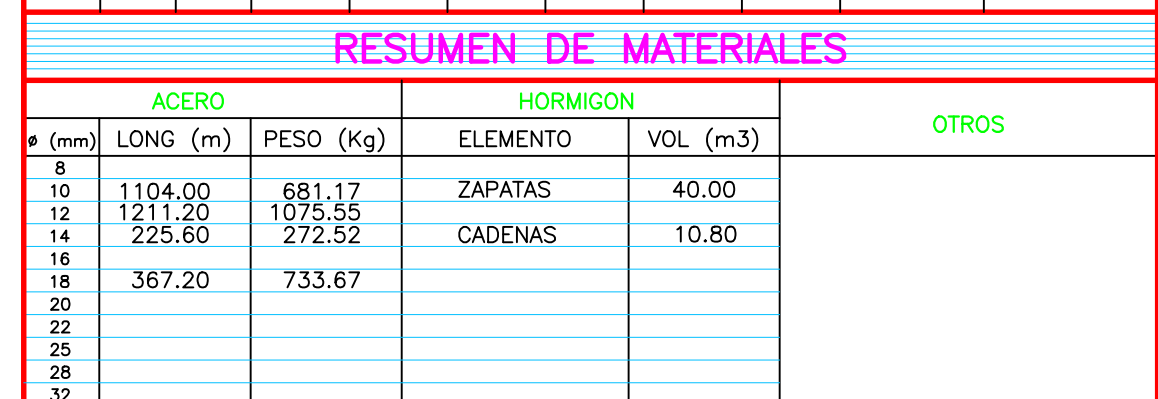 RESUMEN DE MATERIALES
ACERO HORMIGON OTROS
ø (mm) LONG (m) PESO (Kg) ELEMENTO VOL (m3)
8
10 1104.00 681.17 ZAPATAS 40.00
12 1211.20 1075.55
14 225.60 272.52 CADENAS 10.80
16
18 367.20 733.67
20
22
25
28
32